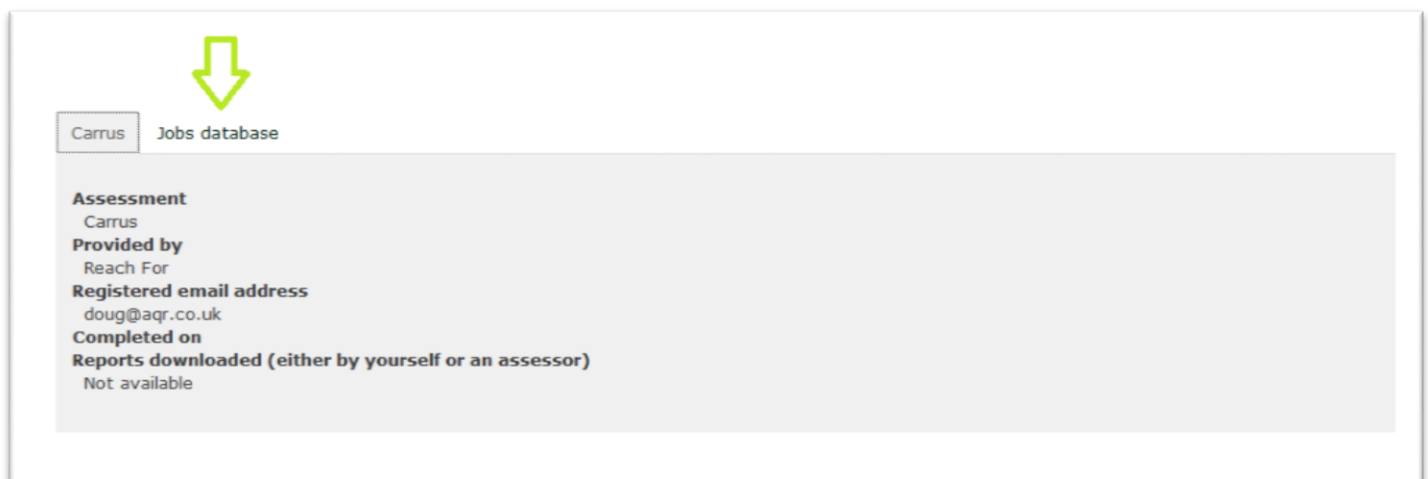 Carrus Jobs database
Assessment
Carrus
Provided by
Reach For
Registered email address
doug@aqr.co.uk
Completed on
Reports downloaded (either by yourself or an assessor)
Not available